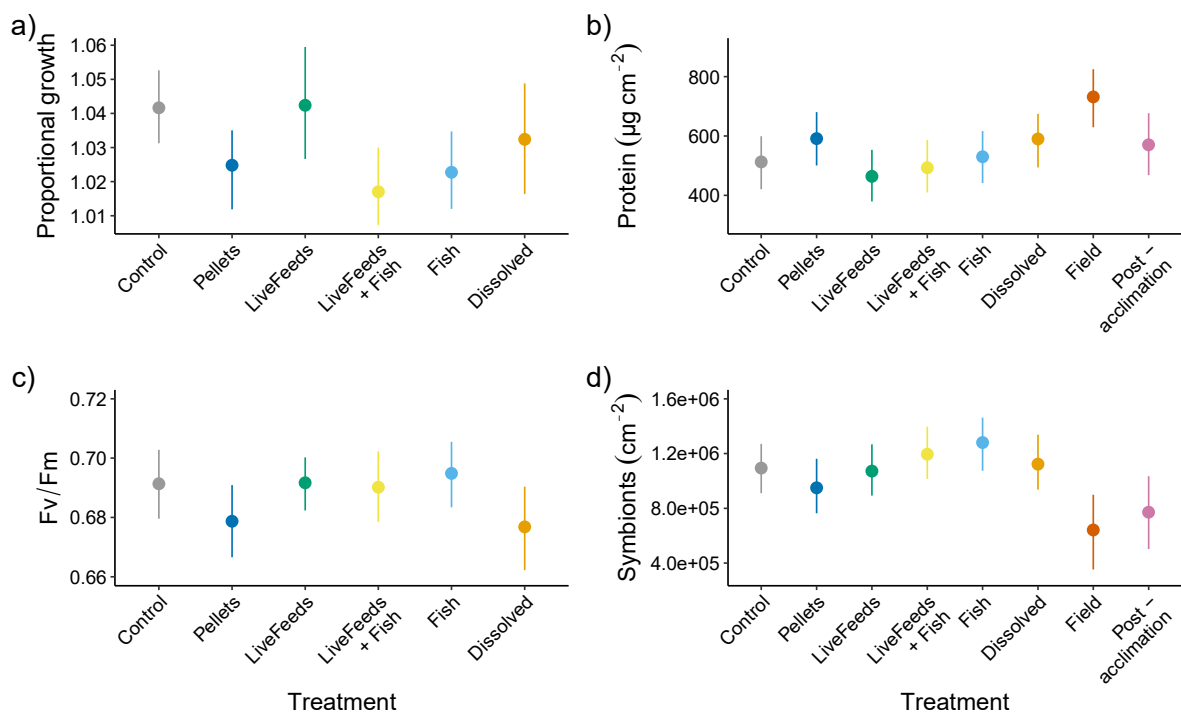 a)
Proportional growth
1.06
1.05
1.04
1.03
1.02
1.01
Control
Pellets
LiveFeeds
LiveFeeds
+ Fish
Fish
Dissolved
b)
Protein (µg cm⁻²)
800
600
400
Control
Pellets
LiveFeeds
LiveFeeds
+ Fish
Fish
Dissolved
Field
Post −
acclimation
c)
Fv/Fm
0.72
0.70
0.68
0.66
Control
Pellets
LiveFeeds
LiveFeeds
+ Fish
Fish
Dissolved
Treatment
d)
Symbionts (cm⁻²)
1.6e+06
1.2e+06
8.0e+05
4.0e+05
Control
Pellets
LiveFeeds
LiveFeeds
+ Fish
Fish
Dissolved
Field
Post −
acclimation
Treatment